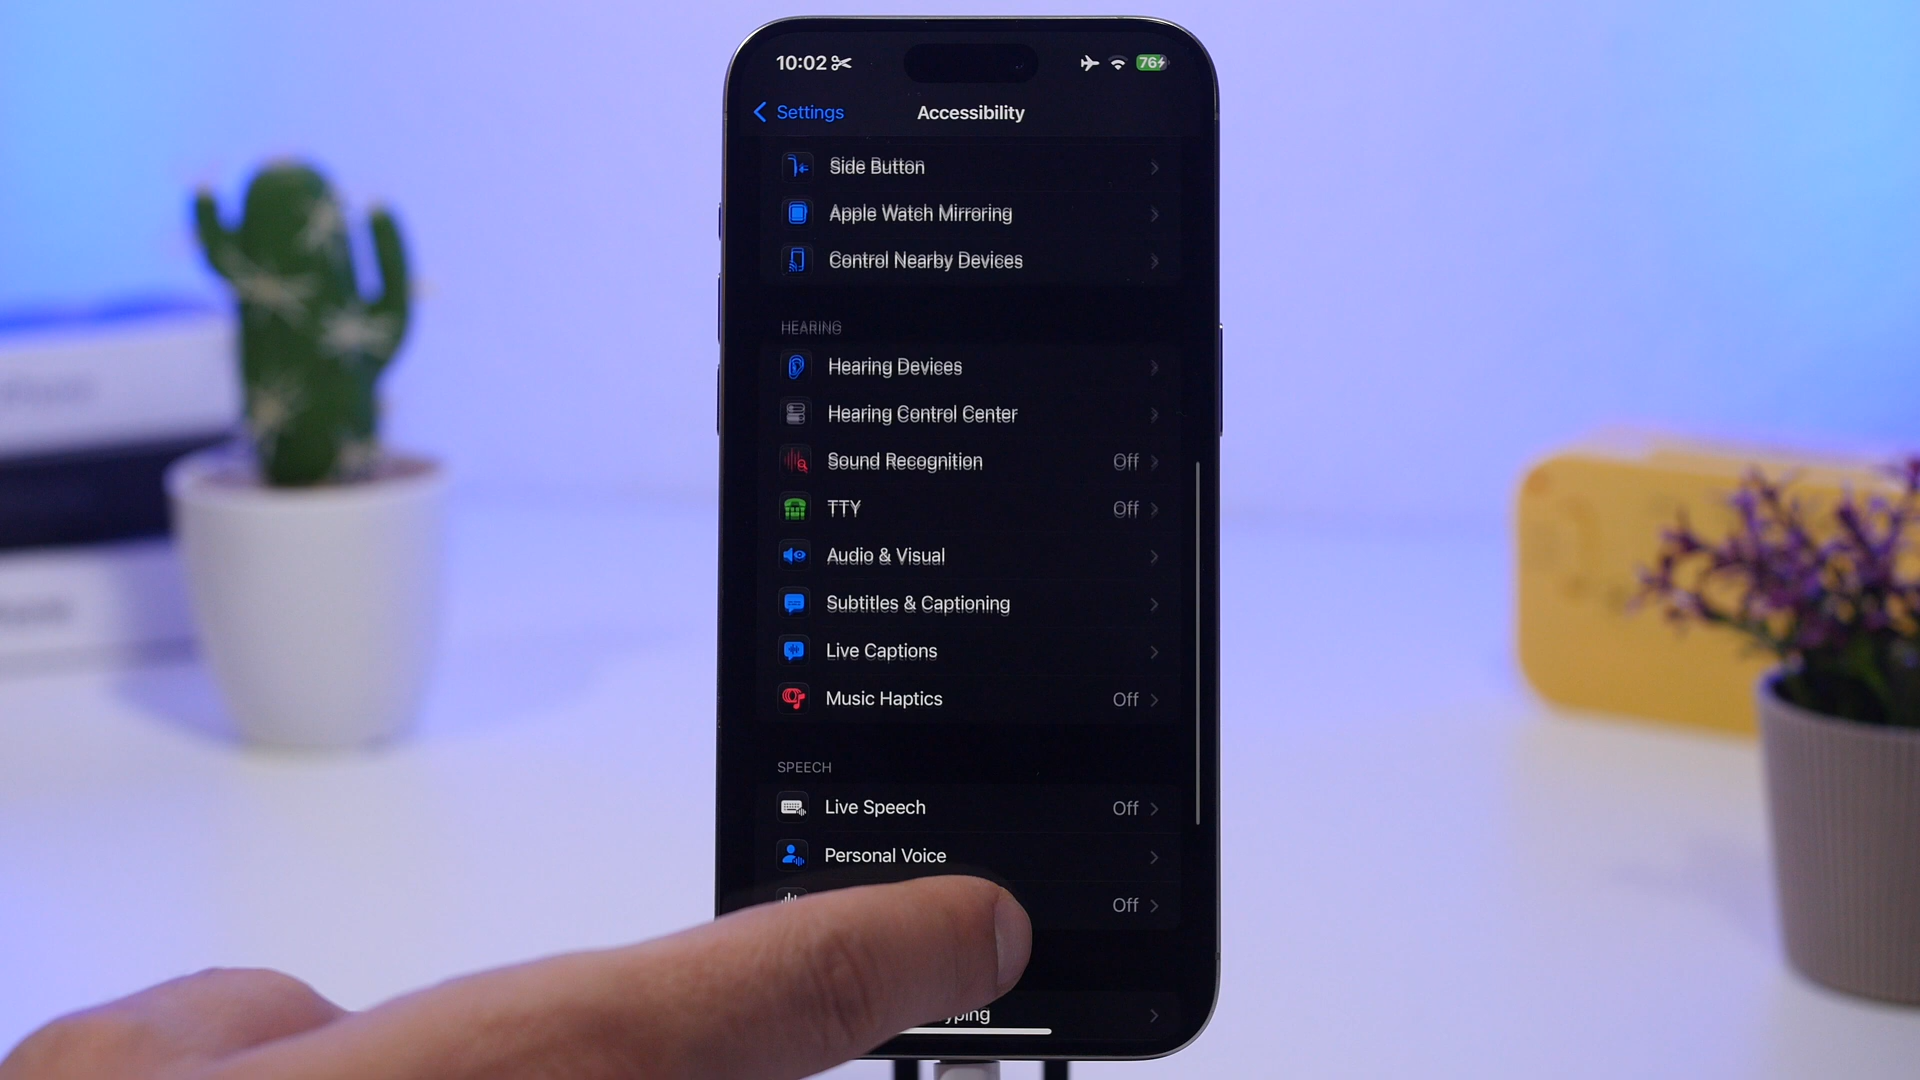 10:02
76
Settings
Accessibility
Side Button
Apple Watch Mirroring
Control Nearby Devices
HEARING
Hearing Devices
Hearing Control Center
Sound Recognition Off
TTY Off
Audio & Visual
Subtitles & Captioning
Live Captions
Music Haptics Off
SPEECH
Live Speech Off
Personal Voice
Off